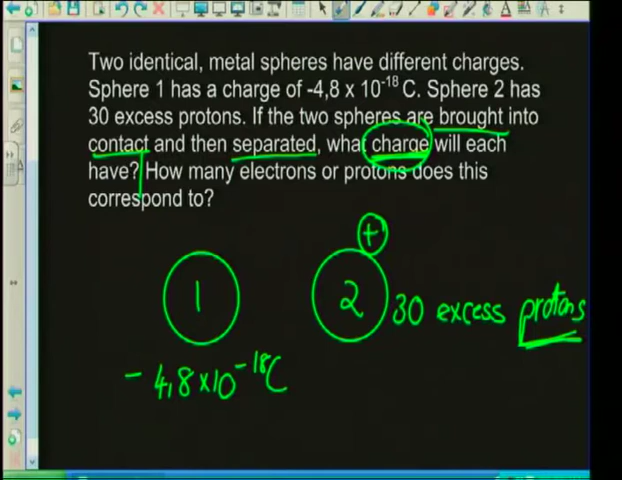 Two identical, metal spheres have different charges.
Sphere 1 has a charge of -4,8 x 10⁻¹⁸ C. Sphere 2 has
30 excess protons. If the two spheres are brought into
contact and then separated, what charge will each
have? How many electrons or protons does this
correspond to?
+
1
2
30 excess protons
- 4,8 x 10⁻¹⁸C